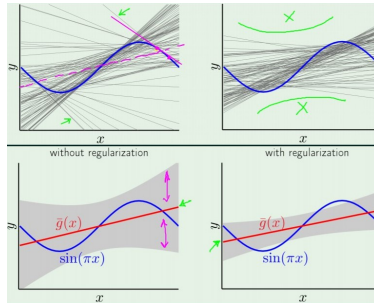 y
x
y
x
without regularization
with regularization
y
ḡ(x)
sin(πx)
x
y
ḡ(x)
sin(πx)
x